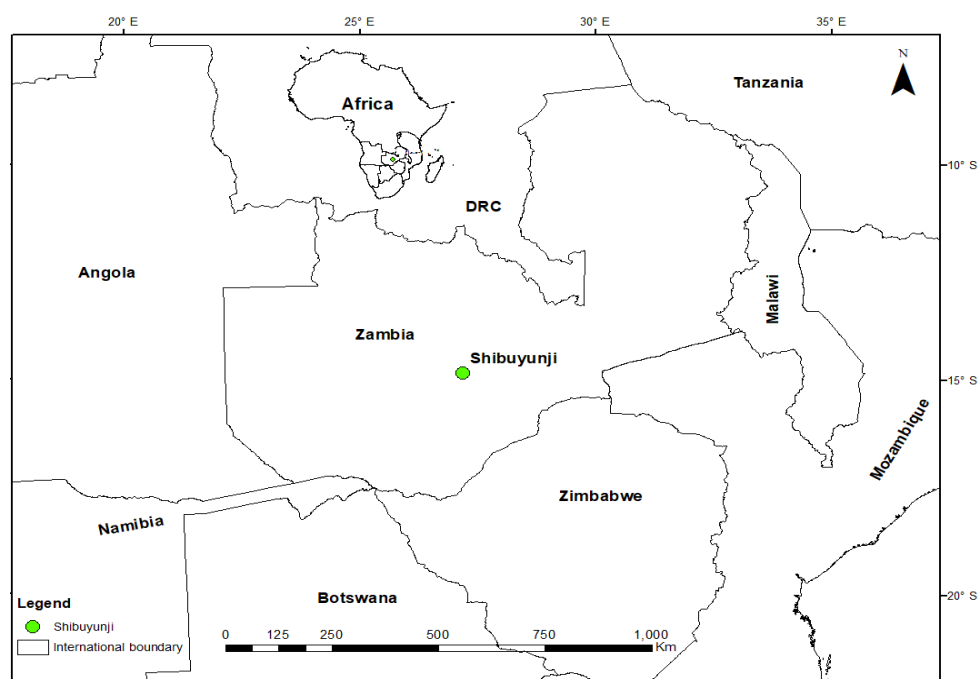 20° E
25° E
30° E
35° E
N
Tanzania
Africa
10° S
DRC
Angola
Malawi
Zambia
Shibuyunji
15° S
Mozambique
Zimbabwe
Namibia
Botswana
20° S
Legend
Shibuyunji
International boundary
0 125 250 500 750 1,000
Km